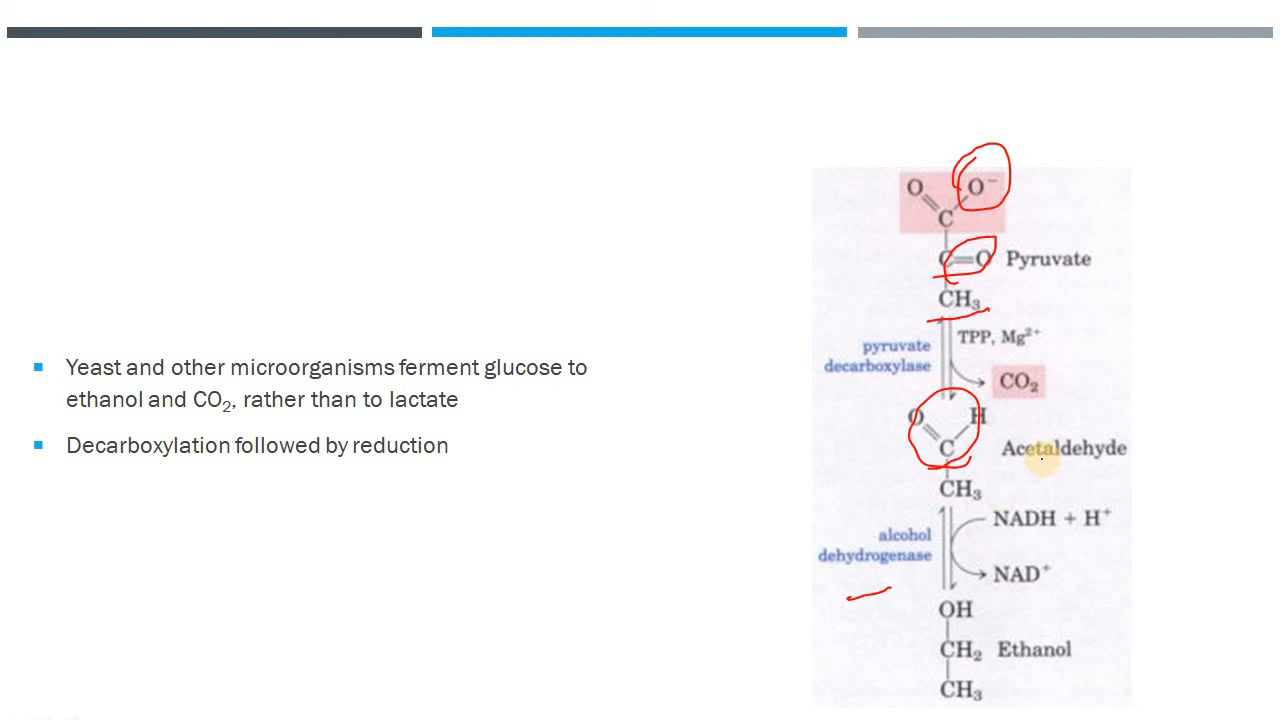 Yeast and other microorganisms ferment glucose to
ethanol and CO₂, rather than to lactate
Decarboxylation followed by reduction
O O⁻
C
C=O Pyruvate
CH₃
pyruvate
decarboxylase
TPP, Mg²⁺
CO₂
O H
C Acetaldehyde
CH₃
NADH + H⁺
alcohol
dehydrogenase
NAD⁺
OH
CH₂ Ethanol
CH₃